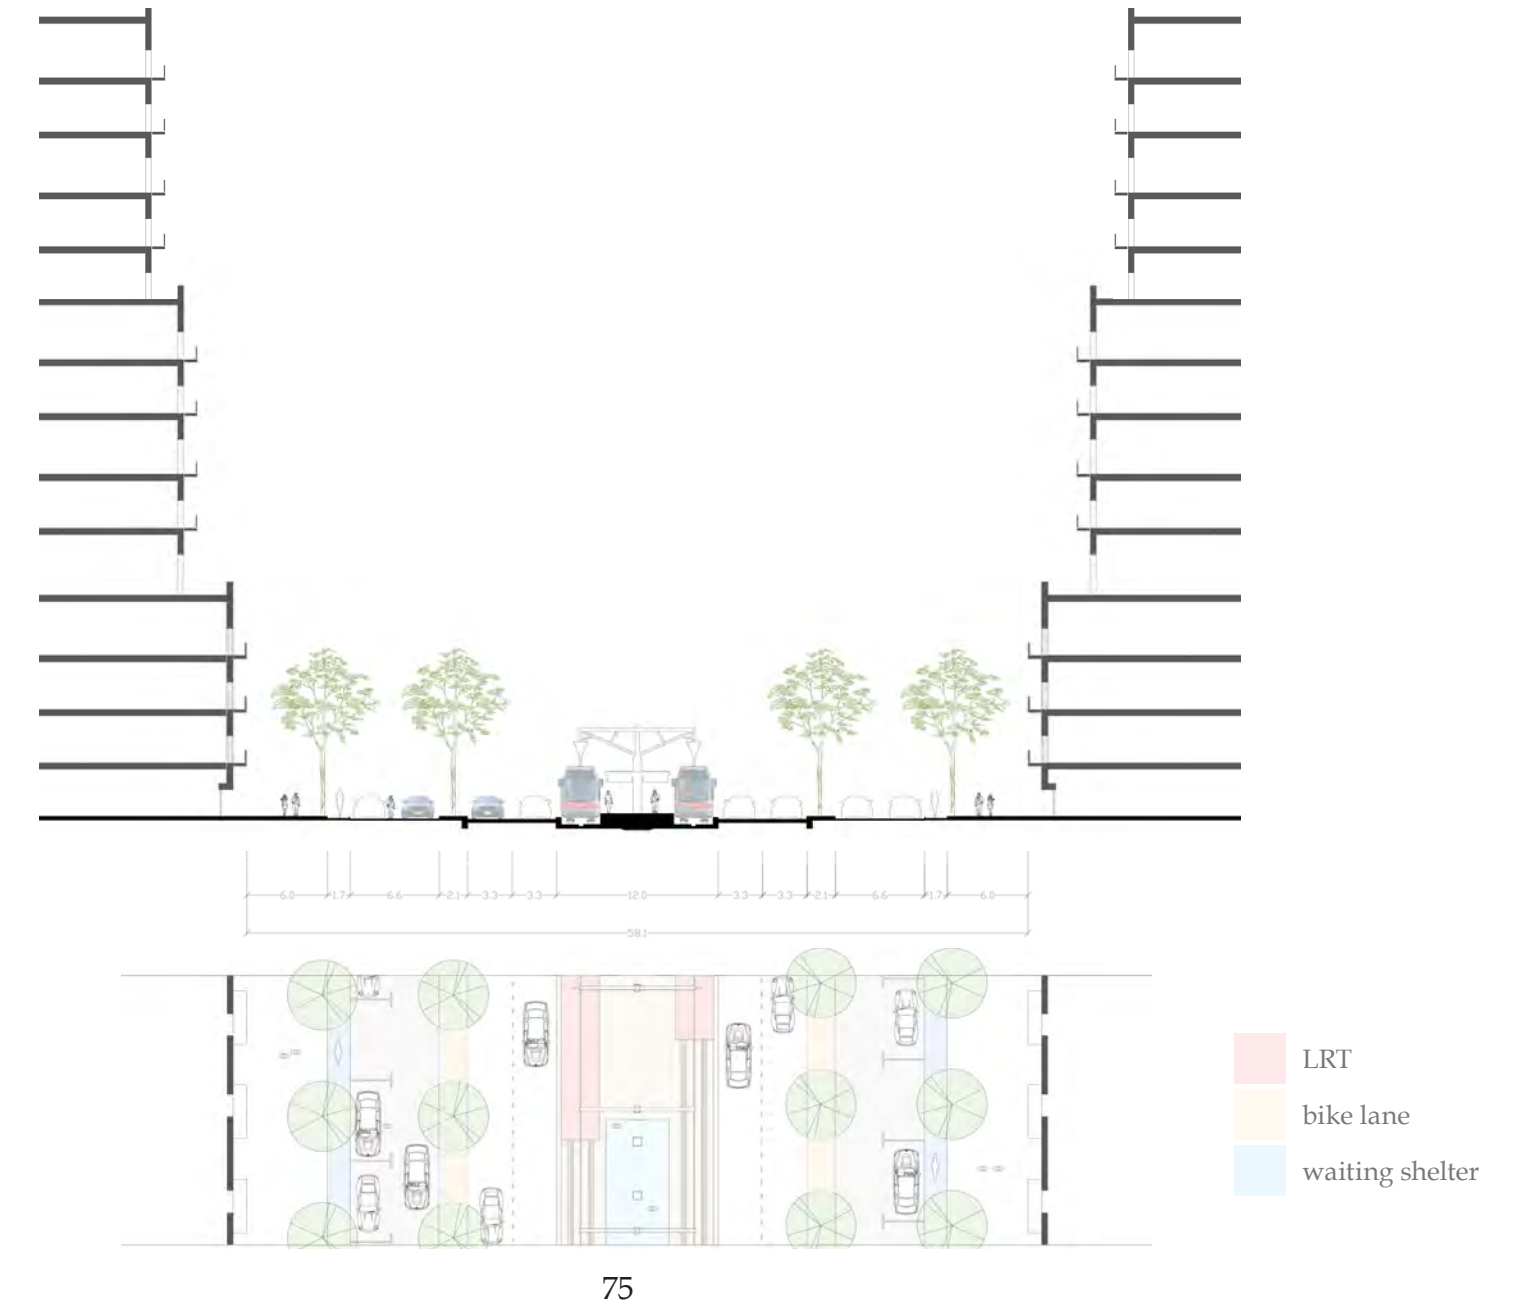 6.0 1.7 6.6 2.1 3.3 3.3 12.0 3.3 3.3 2.1 6.6 1.7 6.0
58.1
LRT
bike lane
waiting shelter
75